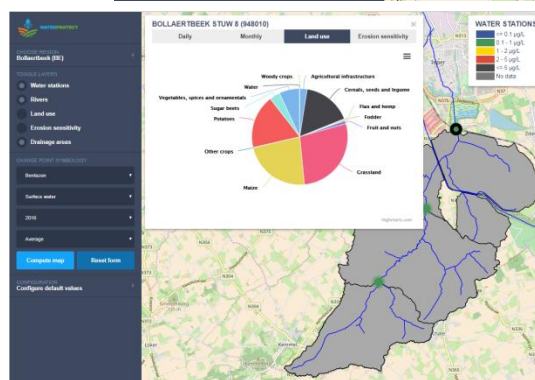 WATERPROTECT
CHOOSE REGION
Bollaertbeek (BE)
TOGGLE LAYERS
Water stations
Rivers
Land use
Erosion sensitivity
Drainage areas
CHANGE POINT SYMBOLOGY
Bentazon
Surface water
2016
Average
Compute map
Reset form
CONFIGURATION
Configure default values
BOLLAERTBEEK STUW 8 (948010)
Daily
Monthly
Land use
Erosion sensitivity
Woody crops
Agricultural infrastructure
Water
Cereals, seeds and legume
Vegetables, spices and ornamentals
Sugar beets
Flax and hemp
Potatoes
Fodder
Fruit and nuts
Other crops
Grassland
Maize
Highcharts.com
WATER STATIONS
<= 0.1 µg/L
0.1 - 1 µg/L
1 - 2 µg/L
2 - 5 µg/L
<= 5 µg/L
No data
Kemmel